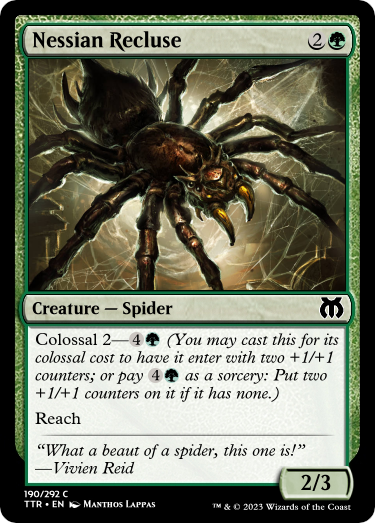 Nessian Recluse 2
Creature — Spider
Colossal 2—4 (You may cast this for its
colossal cost to have it enter with two +1/+1
counters; or pay 4 as a sorcery: Put two
+1/+1 counters on it if it has none.)
Reach
“What a beaut of a spider, this one is!”
—Vivien Reid
2/3
190/292 C
TTR • EN Manthos Lappas
™ & © 2023 Wizards of the Coast